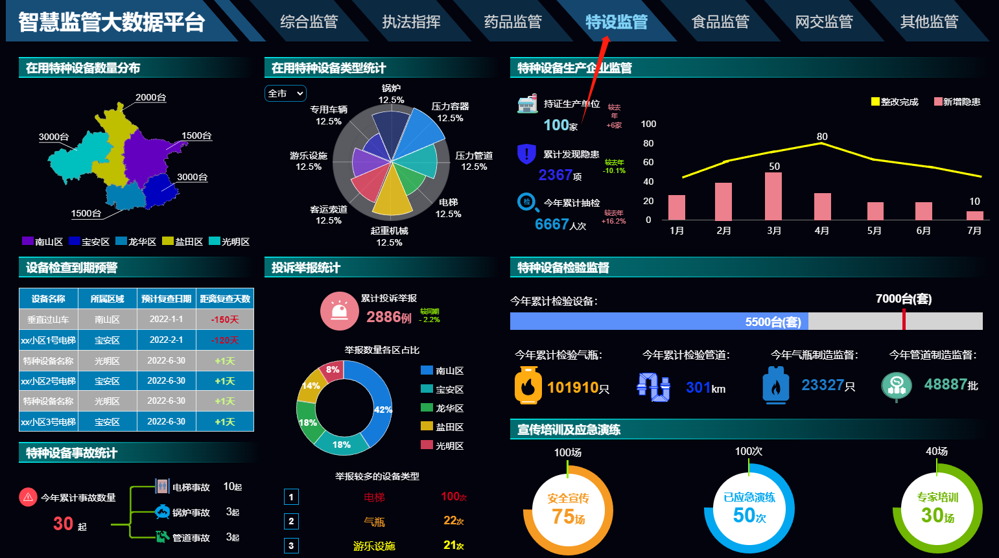 智慧监管大数据平台
综合监管
执法指挥
药品监管
特设监管
食品监管
网交监管
其他监管
在用特种设备数量分布
2000台
3000台
1500台
3000台
1500台
南山区
宝安区
龙华区
盐田区
光明区
在用特种设备类型统计
全市
锅炉
12.5%
压力容器
12.5%
压力管道
12.5%
电梯
12.5%
起重机械
12.5%
客运索道
12.5%
游乐设施
12.5%
专用车辆
12.5%
特种设备生产企业监管
持证生产单位
100家
较去年
+6家
累计发现隐患
2367项
较去年
-10.1%
检
今年累计抽检
6667人次
较去年
+16.2%
整改完成
新增隐患
100
80
60
40
20
0
80
50
10
1月
2月
3月
4月
5月
6月
7月
设备检查到期预警
设备名称 所属区域 预计复查日期 距离复查天数
垂直过山车 南山区 2022-1-1 -150天
xx小区1号电梯 宝安区 2022-2-1 -120天
特种设备名称 光明区 2022-6-30 +1天
xx小区2号电梯 宝安区 2022-6-30 +1天
特种设备名称 光明区 2022-6-30 +1天
xx小区3号电梯 宝安区 2022-6-30 +1天
投诉举报统计
累计投诉举报
2886例
较同期
- 2.2%
举报数量各区占比
8%
14%
18%
18%
42%
南山区
宝安区
龙华区
盐田区
光明区
举报较多的设备类型
1 电梯 100次
2 气瓶 22次
3 游乐设施 21次
特种设备检验监督
今年累计检验设备：
7000台(套)
5500台(套)
今年累计检验气瓶：
101910只
今年累计检验管道：
301km
今年气瓶制造监督：
23327只
今年管道制造监督：
48887批
特种设备事故统计
今年累计事故数量
30 起
电梯事故 10起
锅炉事故 3起
管道事故 3起
宣传培训及应急演练
100场
安全宣传
75场
100次
已应急演练
50次
40场
专家培训
30场